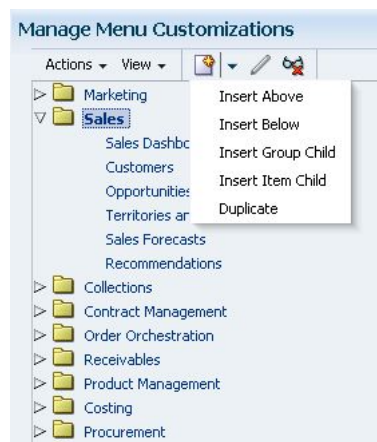 Manage Menu Customizations
Actions View
Marketing
Insert Above
Sales
Insert Below
Sales Dashbo
Insert Group Child
Customers
Insert Item Child
Opportunities
Duplicate
Territories ar
Sales Forecasts
Recommendations
Collections
Contract Management
Order Orchestration
Receivables
Product Management
Costing
Procurement